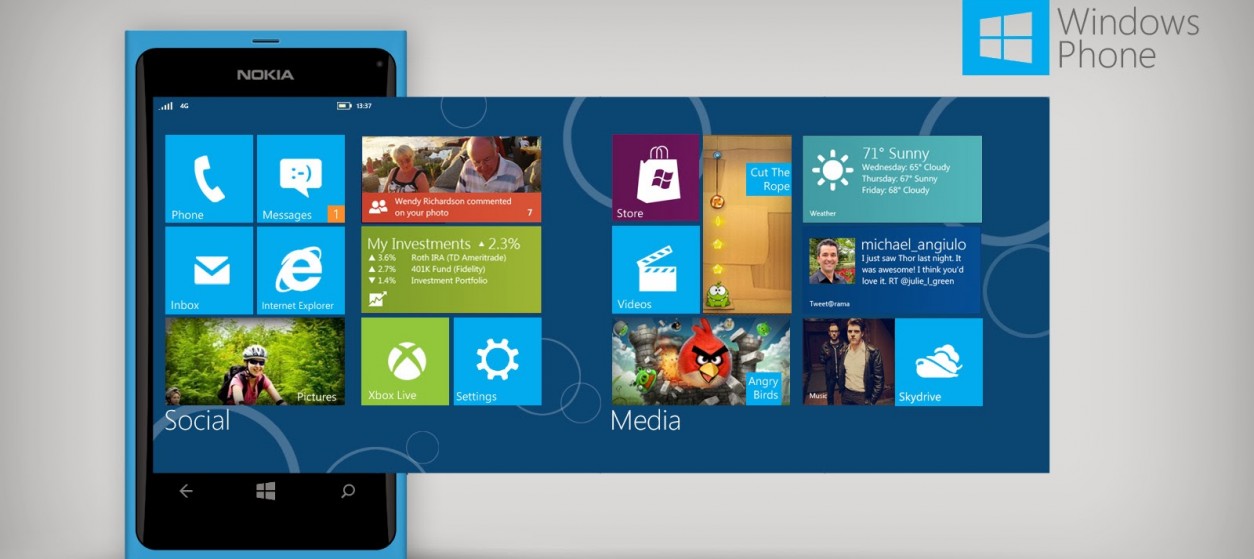 Windows
Phone
NOKIA
4G
13:37
Phone
:-)
Messages
1
Wendy Richardson commented
on your photo
7
Inbox
Internet Explorer
My Investments ▲ 2.3%
▲ 3.6% Roth IRA (TD Ameritrade)
▲ 2.7% 401K Fund (Fidelity)
▼ 1.4% Investment Portfolio
Pictures
Xbox Live
Settings
Social
Store
Cut The
Rope
71° Sunny
Wednesday: 65° Cloudy
Thursday: 67° Sunny
Friday: 68° Cloudy
Weather
Videos
michael_angiulo
I just saw Thor last night. It
was awesome! I think you'd
love it. RT @julie_l_green
Tweet@rama
Angry
Birds
Music
Skydrive
Media